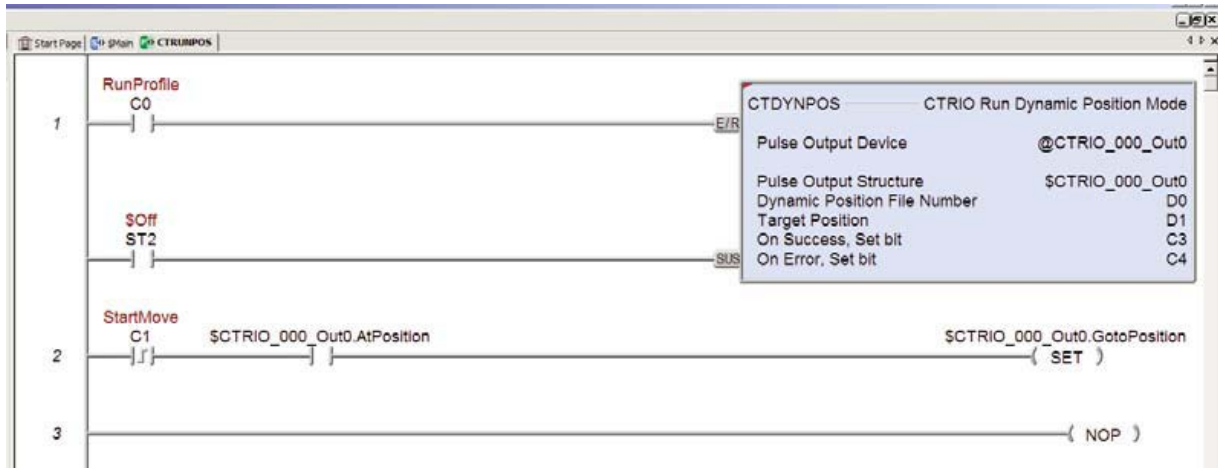 Start Page $Main CTRUNPOS
RunProfile
C0
1
E/R
CTDYNPOS CTRIO Run Dynamic Position Mode
Pulse Output Device @CTRIO_000_Out0
Pulse Output Structure $CTRIO_000_Out0
Dynamic Position File Number D0
Target Position D1
On Success, Set bit C3
On Error, Set bit C4
$Off
ST2
SUS
StartMove
C1 $CTRIO_000_Out0.AtPosition $CTRIO_000_Out0.GotoPosition
2 ( SET )
3 ( NOP )